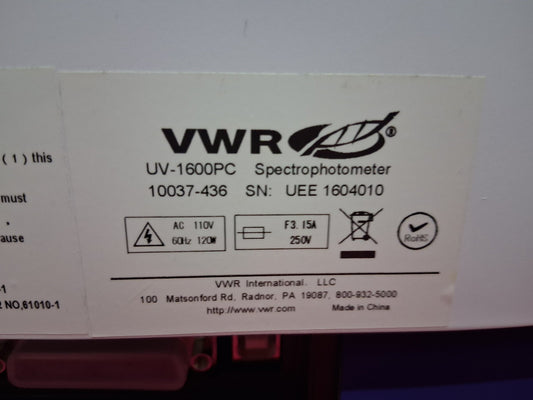 ( 1 ) this
must
.
ause
-1
NO,61010-1
VWR ®
UV-1600PC Spectrophotometer
10037-436 SN: UEE 1604010
AC 110V
60Hz 120W
F3.15A
250V
RoHS
VWR International. LLC
100 Matsonford Rd, Radnor, PA 19087, 800-932-5000
http://www.vwr.com Made in China